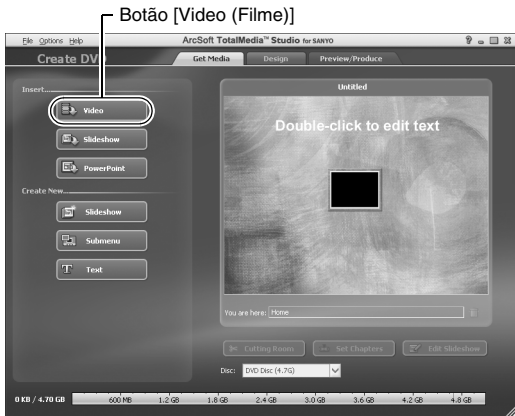 Botão [Video (Filme)]
File Options Help
ArcSoft TotalMedia™ Studio for SANYO
Create DVD
Get Media
Design
Preview/Produce
Insert...
Untitled
Video
Double-click to edit text
Slideshow
PowerPoint
Create New...
Slideshow
Submenu
Text
You are here: Home
Cutting Room
Set Chapters
Edit Slideshow
Disc: DVD Disc (4.7G)
0 KB / 4.70 GB 600 MB 1.2 GB 1.8 GB 2.4 GB 3.0 GB 3.6 GB 4.2 GB 4.8 GB